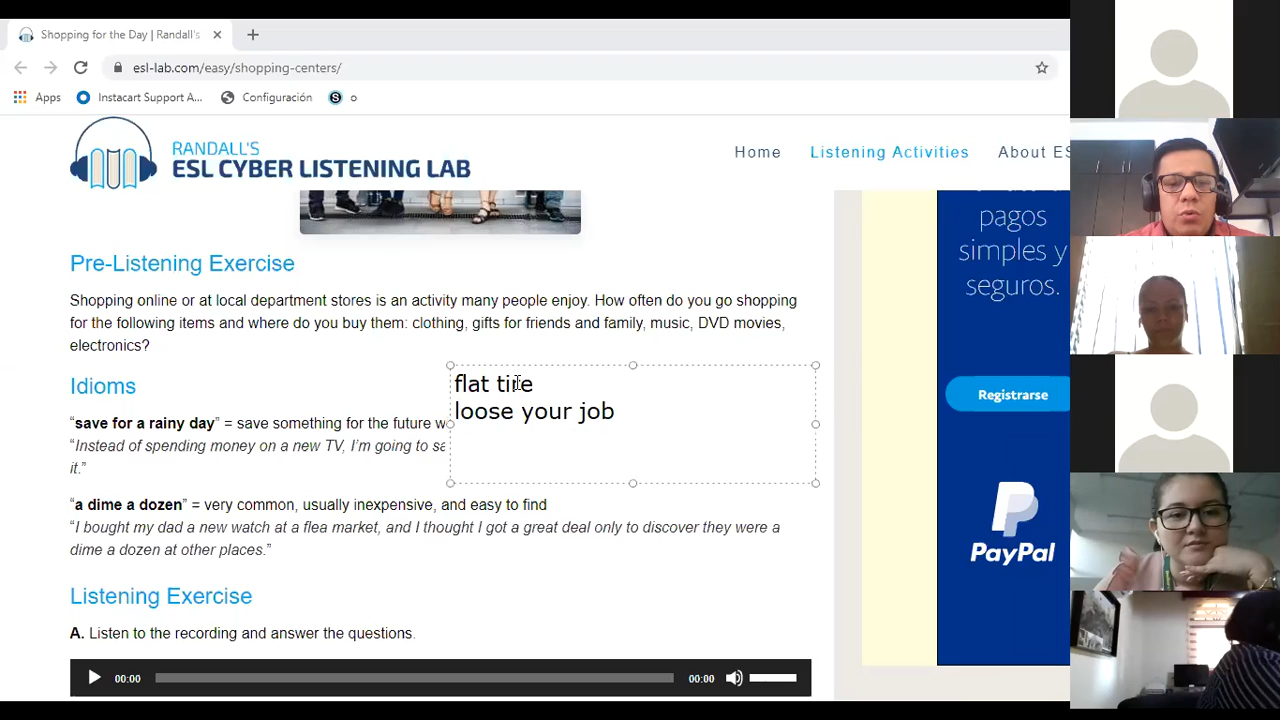 Shopping for the Day | Randall's
esl-lab.com/easy/shopping-centers/
Apps
Instacart Support A...
Configuración
o
RANDALL'S
ESL CYBER LISTENING LAB
Home
Listening Activities
About ES
Pre-Listening Exercise
Shopping online or at local department stores is an activity many people enjoy. How often do you go shopping
for the following items and where do you buy them: clothing, gifts for friends and family, music, DVD movies,
electronics?
Idioms
“save for a rainy day” = save something for the future w
“Instead of spending money on a new TV, I'm going to sa
it.”
flat tire
loose your job
“a dime a dozen” = very common, usually inexpensive, and easy to find
“I bought my dad a new watch at a flea market, and I thought I got a great deal only to discover they were a
dime a dozen at other places.”
Listening Exercise
A. Listen to the recording and answer the questions.
00:00
00:00
pagos
simples y
seguros.
Registrarse
PayPal